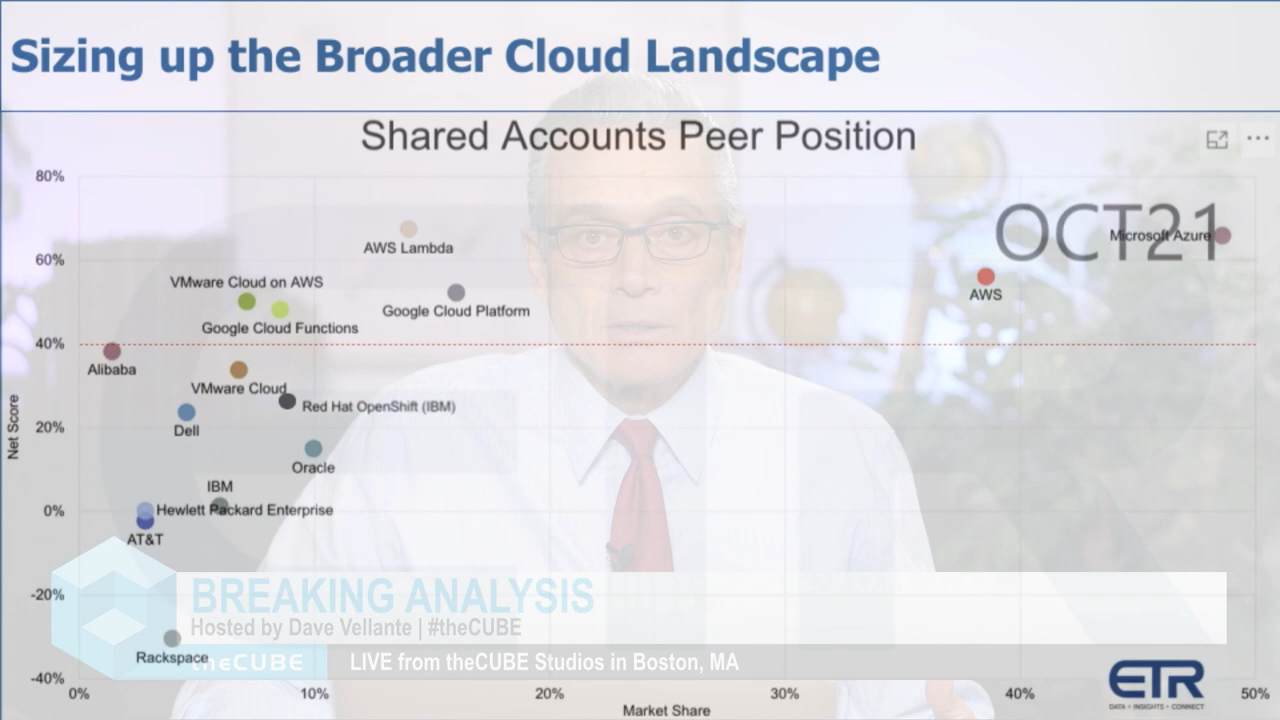 Sizing up the Broader Cloud Landscape
Shared Accounts Peer Position
OCT21
80%
60%
40%
20%
0%
-20%
-40%
Net Score
AWS Lambda
Microsoft Azure
VMware Cloud on AWS
AWS
Google Cloud Platform
Google Cloud Functions
Alibaba
VMware Cloud
Red Hat OpenShift (IBM)
Dell
Oracle
IBM
Hewlett Packard Enterprise
AT&T
Rackspace
BREAKING ANALYSIS
Hosted by Dave Vellante | #theCUBE
theCUBE
LIVE from theCUBE Studios in Boston, MA
0%
10%
20%
30%
40%
50%
Market Share
ETR
DATA • INSIGHTS • CONNECT